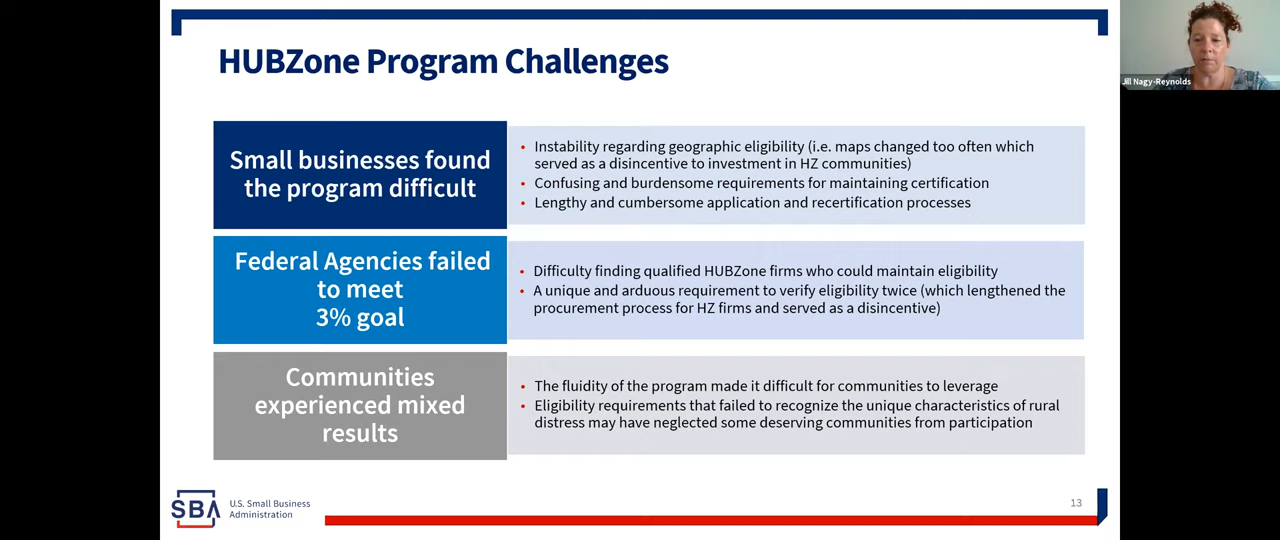 HUBZone Program Challenges
Jill Nagy-Reynolds
Small businesses found
the program difficult
• Instability regarding geographic eligibility (i.e. maps changed too often which
served as a disincentive to investment in HZ communities)
• Confusing and burdensome requirements for maintaining certification
• Lengthy and cumbersome application and recertification processes
Federal Agencies failed
to meet
3% goal
• Difficulty finding qualified HUBZone firms who could maintain eligibility
• A unique and arduous requirement to verify eligibility twice (which lengthened the
procurement process for HZ firms and served as a disincentive)
Communities
experienced mixed
results
• The fluidity of the program made it difficult for communities to leverage
• Eligibility requirements that failed to recognize the unique characteristics of rural
distress may have neglected some deserving communities from participation
SBA
U.S. Small Business
Administration
13